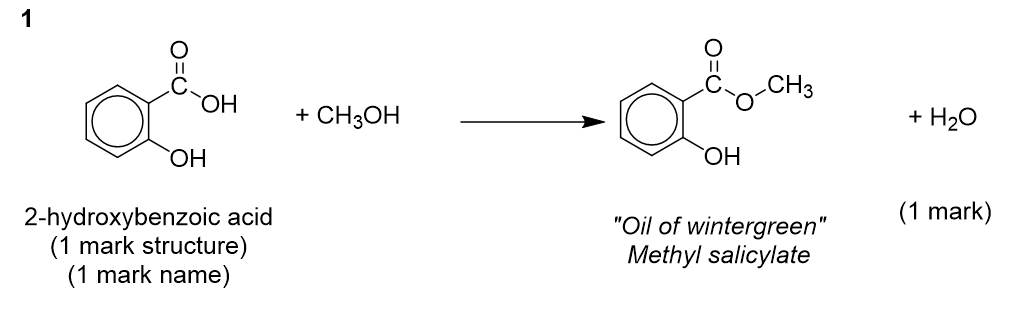 1
O
C
OH
OH
+ CH₃OH
O
C
O
CH₃
OH
+ H₂O
2-hydroxybenzoic acid
(1 mark structure)
(1 mark name)
"Oil of wintergreen"
Methyl salicylate
(1 mark)